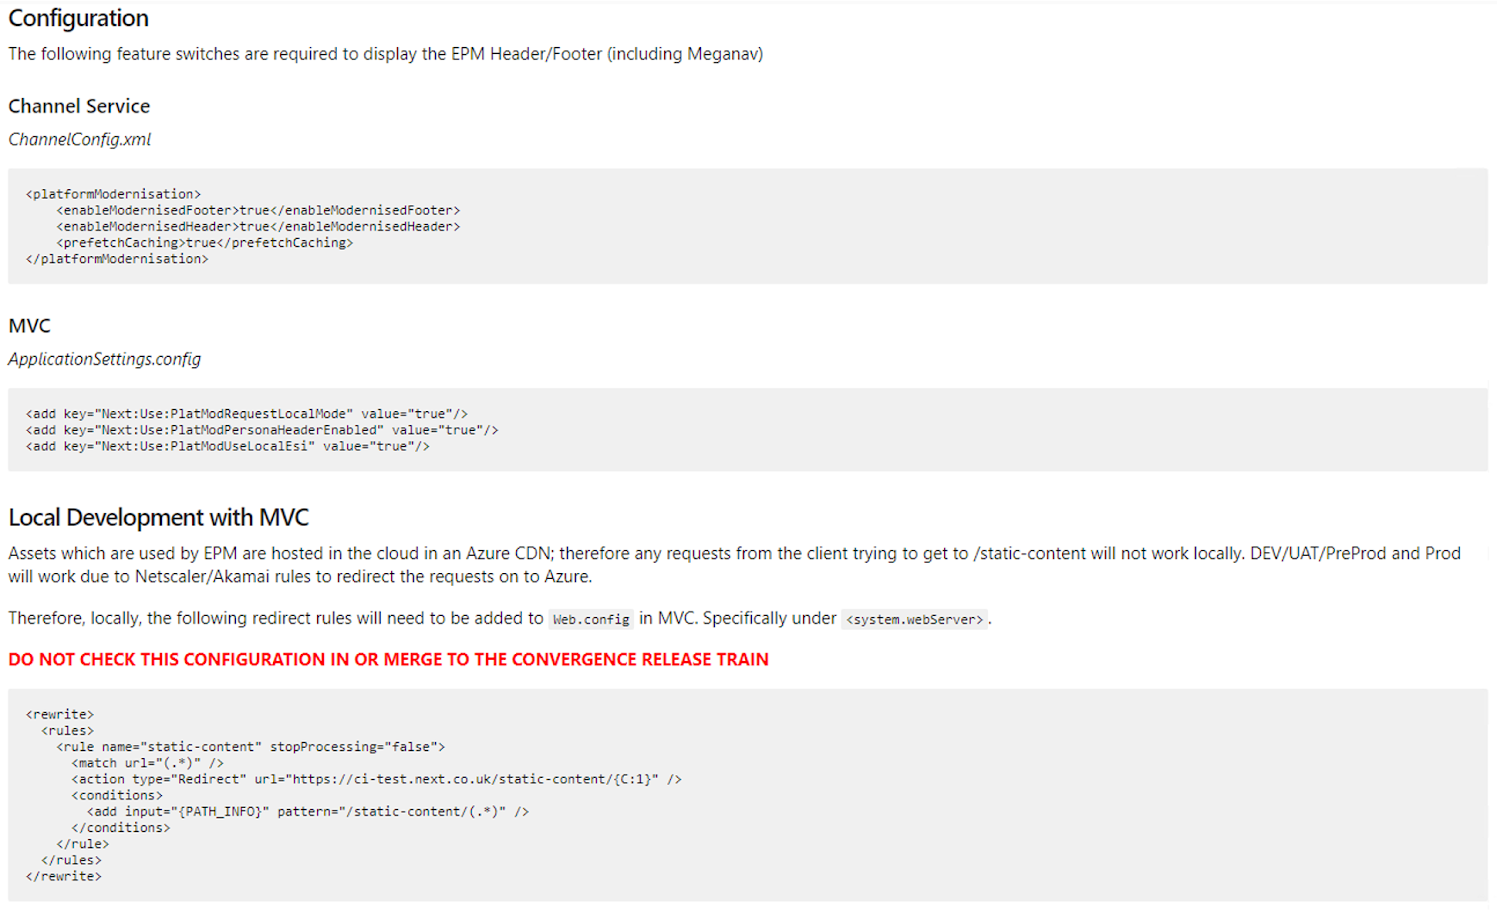 Configuration
The following feature switches are required to display the EPM Header/Footer (including Meganav)
Channel Service
ChannelConfig.xml
<platformModernisation>
    <enableModernisedFooter>true</enableModernisedFooter>
    <enableModernisedHeader>true</enableModernisedHeader>
    <prefetchCaching>true</prefetchCaching>
</platformModernisation>
MVC
ApplicationSettings.config
<add key="Next:Use:PlatModRequestLocalMode" value="true"/>
<add key="Next:Use:PlatModPersonaHeaderEnabled" value="true"/>
<add key="Next:Use:PlatModUseLocalEsi" value="true"/>
Local Development with MVC
Assets which are used by EPM are hosted in the cloud in an Azure CDN; therefore any requests from the client trying to get to /static-content will not work locally. DEV/UAT/PreProd and Prod
will work due to Netscaler/Akamai rules to redirect the requests on to Azure.
Therefore, locally, the following redirect rules will need to be added to Web.config in MVC. Specifically under <system.webServer>.
DO NOT CHECK THIS CONFIGURATION IN OR MERGE TO THE CONVERGENCE RELEASE TRAIN
<rewrite>
  <rules>
    <rule name="static-content" stopProcessing="false">
      <match url="(.*)" />
      <action type="Redirect" url="https://ci-test.next.co.uk/static-content/{C:1}" />
      <conditions>
        <add input="{PATH_INFO}" pattern="/static-content/(.*)" />
      </conditions>
    </rule>
  </rules>
</rewrite>